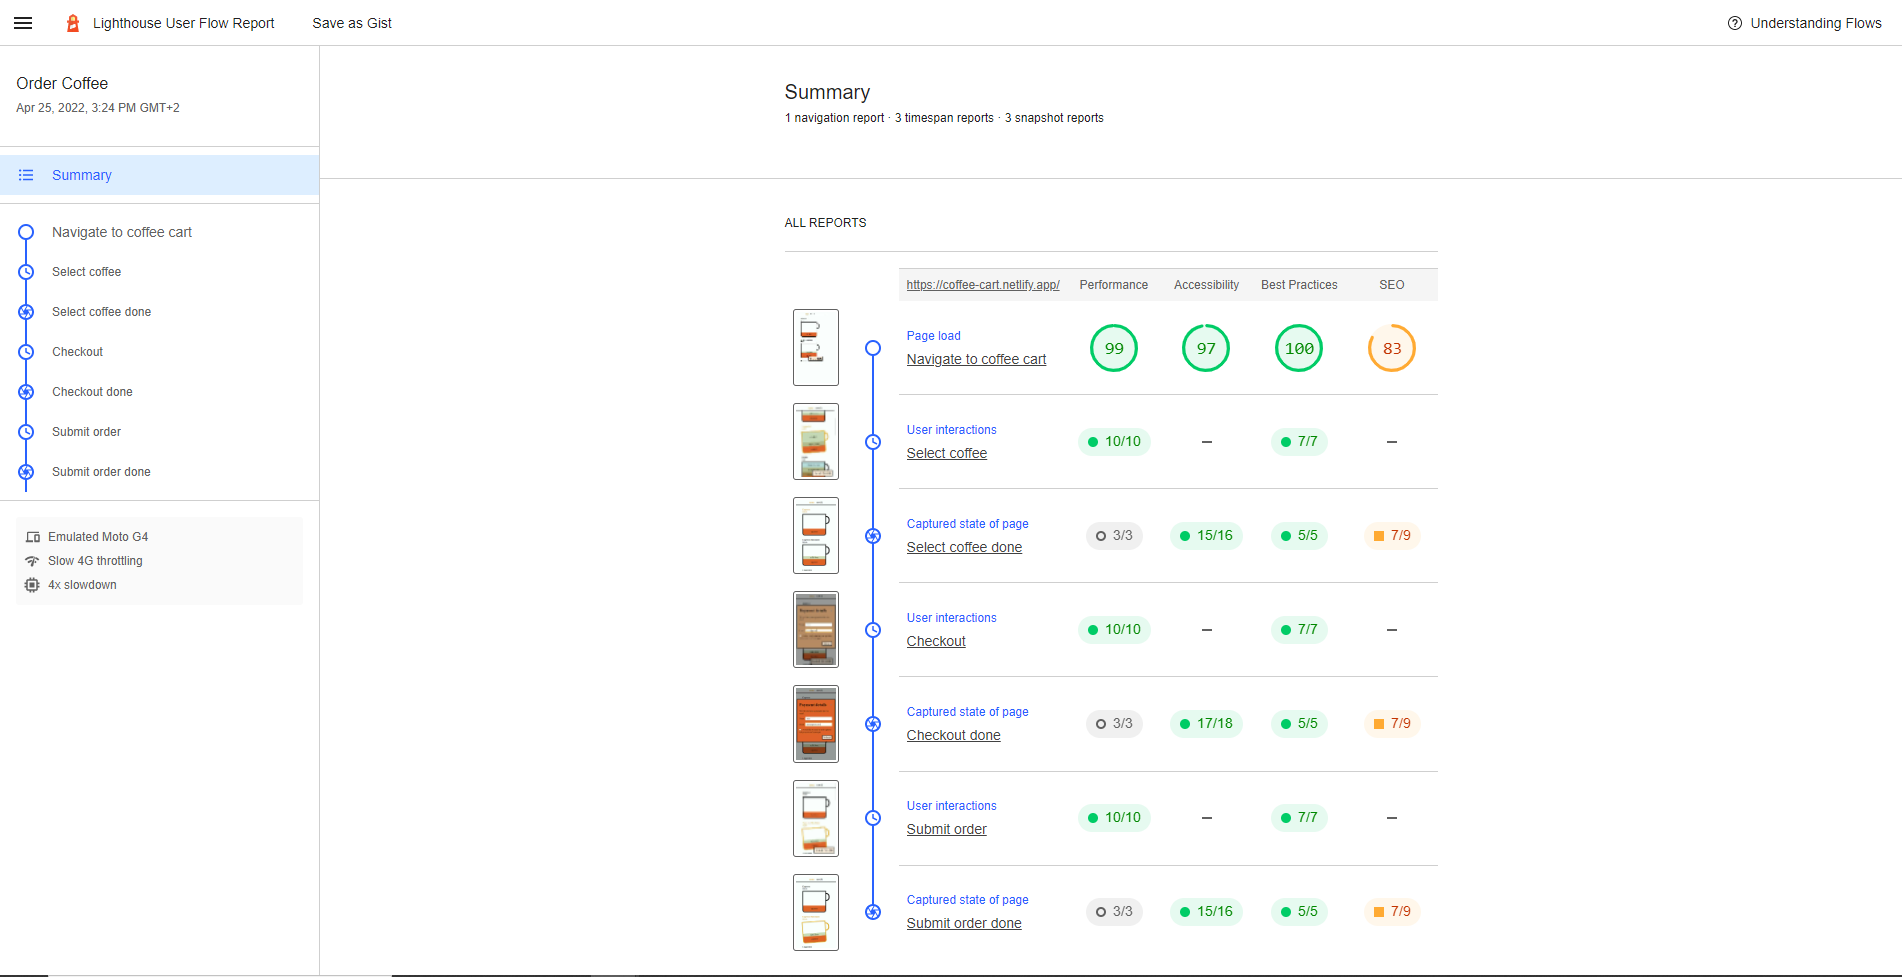 Lighthouse User Flow Report
Save as Gist
Understanding Flows
Order Coffee
Apr 25, 2022, 3:24 PM GMT+2
Summary
Navigate to coffee cart
Select coffee
Select coffee done
Checkout
Checkout done
Submit order
Submit order done
Emulated Moto G4
Slow 4G throttling
4x slowdown
Summary
1 navigation report · 3 timespan reports · 3 snapshot reports
ALL REPORTS
https://coffee-cart.netlify.app/ Performance Accessibility Best Practices SEO
Page load
Navigate to coffee cart
99 97 100 83
User interactions
Select coffee
10/10 – 7/7 –
Captured state of page
Select coffee done
3/3 15/16 5/5 7/9
User interactions
Checkout
10/10 – 7/7 –
Captured state of page
Checkout done
3/3 17/18 5/5 7/9
User interactions
Submit order
10/10 – 7/7 –
Captured state of page
Submit order done
3/3 15/16 5/5 7/9